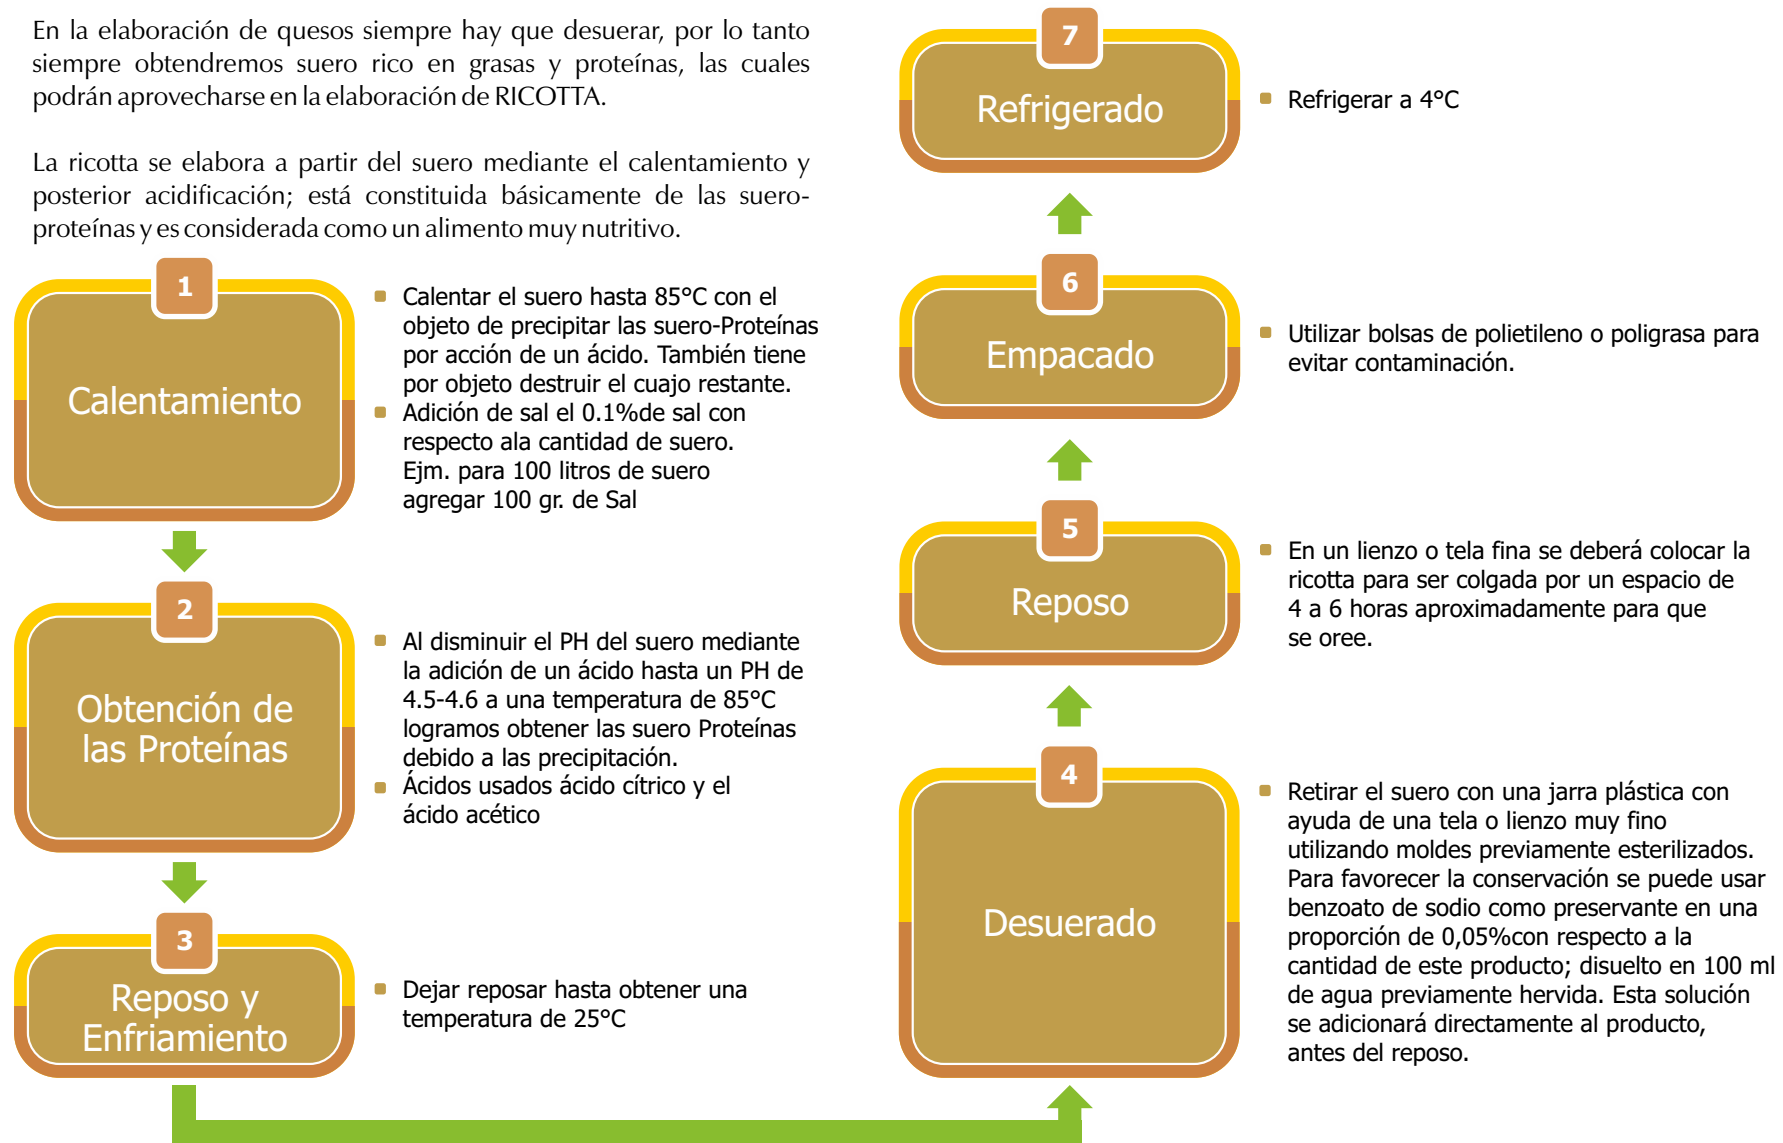 En la elaboración de quesos siempre hay que desuerar, por lo tanto
siempre obtendremos suero rico en grasas y proteínas, las cuales
podrán aprovecharse en la elaboración de RICOTTA.
La ricotta se elabora a partir del suero mediante el calentamiento y
posterior acidificación; está constituida básicamente de las suero-
proteínas y es considerada como un alimento muy nutritivo.
1
Calentamiento
Calentar el suero hasta 85°C con el
objeto de precipitar las suero-Proteínas
por acción de un ácido. También tiene
por objeto destruir el cuajo restante.
Adición de sal el 0.1%de sal con
respecto ala cantidad de suero.
Ejm. para 100 litros de suero
agregar 100 gr. de Sal
2
Obtención de
las Proteínas
Al disminuir el PH del suero mediante
la adición de un ácido hasta un PH de
4.5-4.6 a una temperatura de 85°C
logramos obtener las suero Proteínas
debido a las precipitación.
Ácidos usados ácido cítrico y el
ácido acético
3
Reposo y
Enfriamiento
Dejar reposar hasta obtener una
temperatura de 25°C
4
Desuerado
Retirar el suero con una jarra plástica con
ayuda de una tela o lienzo muy fino
utilizando moldes previamente esterilizados.
Para favorecer la conservación se puede usar
benzoato de sodio como preservante en una
proporción de 0,05%con respecto a la
cantidad de este producto; disuelto en 100 ml
de agua previamente hervida. Esta solución
se adicionará directamente al producto,
antes del reposo.
5
Reposo
En un lienzo o tela fina se deberá colocar la
ricotta para ser colgada por un espacio de
4 a 6 horas aproximadamente para que
se oree.
6
Empacado
Utilizar bolsas de polietileno o poligrasa para
evitar contaminación.
7
Refrigerado
Refrigerar a 4°C